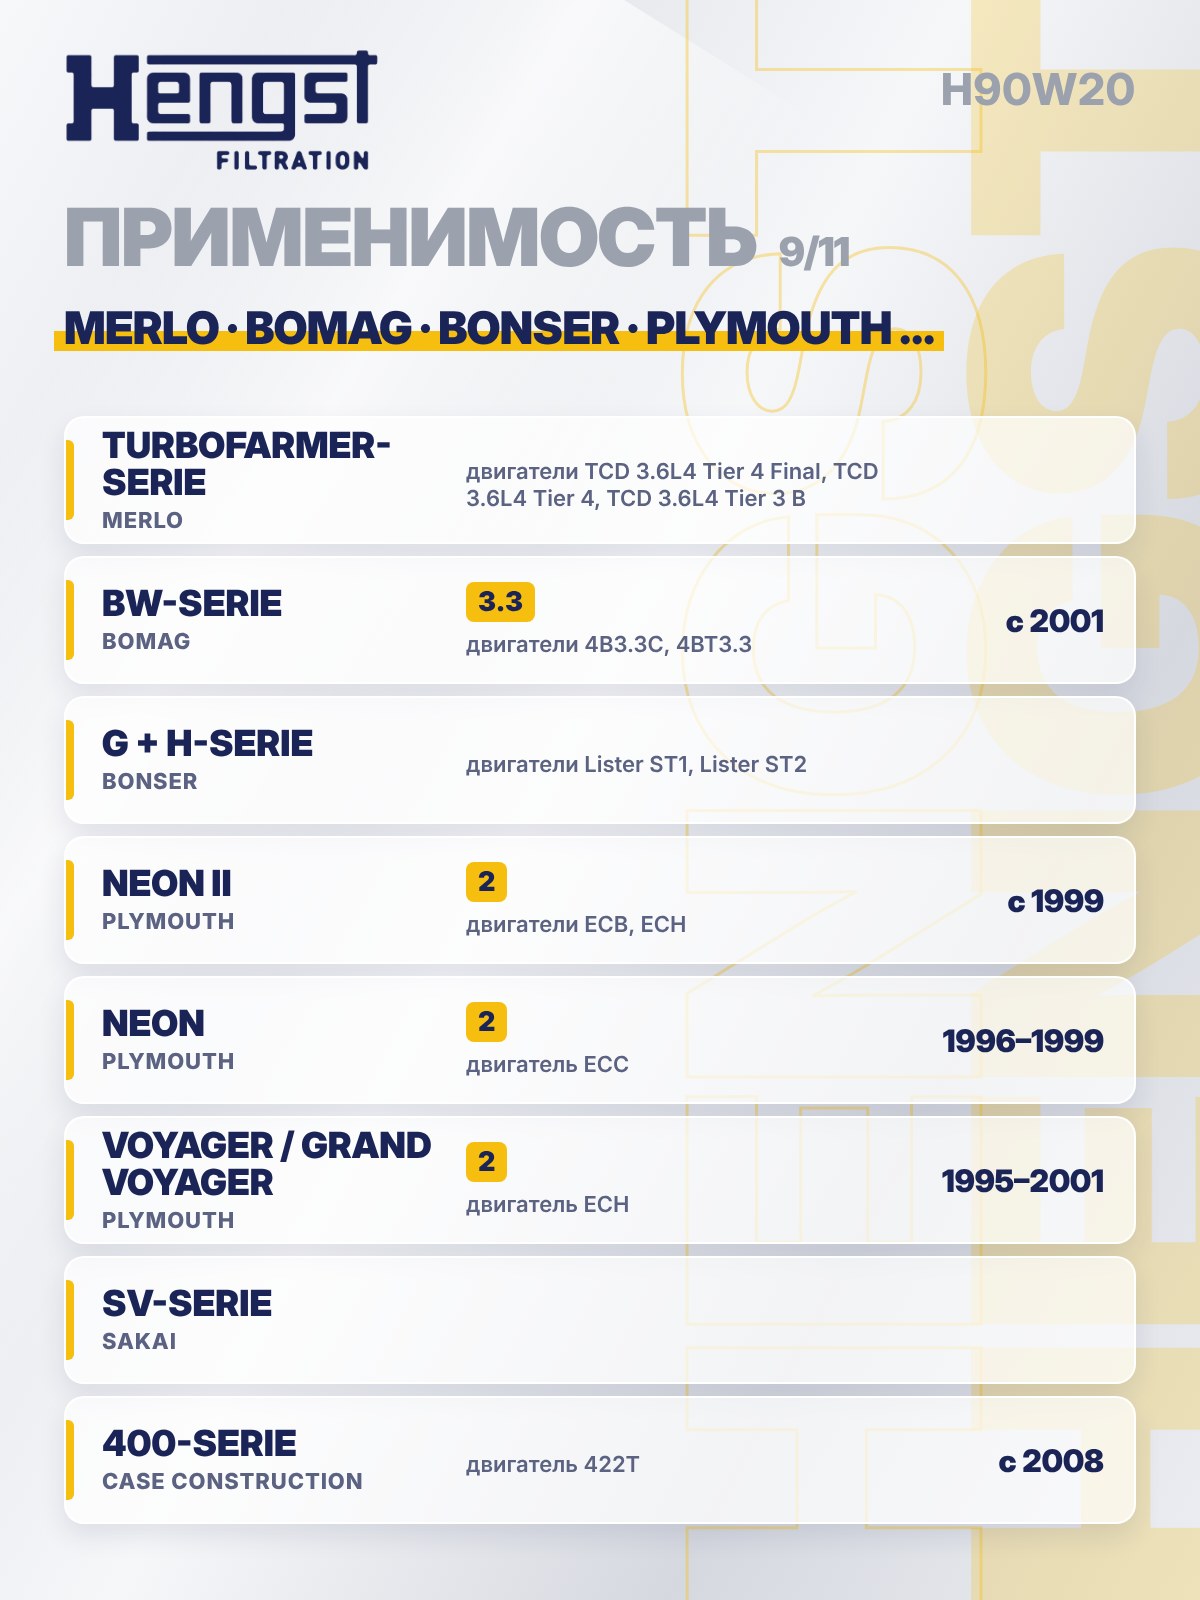 Hengst
FILTRATION
H90W20
ПРИМЕНИМОСТЬ 9/11
MERLO · BOMAG · BONSER · PLYMOUTH ...
TURBOFARMER-
SERIE
MERLO
двигатели TCD 3.6L4 Tier 4 Final, TCD
3.6L4 Tier 4, TCD 3.6L4 Tier 3 B
BW-SERIE
BOMAG
3.3
двигатели 4B3.3C, 4BT3.3
с 2001
G + H-SERIE
BONSER
двигатели Lister ST1, Lister ST2
NEON II
PLYMOUTH
2
двигатели ECB, ECH
с 1999
NEON
PLYMOUTH
2
двигатель ECC
1996–1999
VOYAGER / GRAND
VOYAGER
PLYMOUTH
2
двигатель ECH
1995–2001
SV-SERIE
SAKAI
400-SERIE
CASE CONSTRUCTION
двигатель 422T
с 2008
HENGST
HENGST